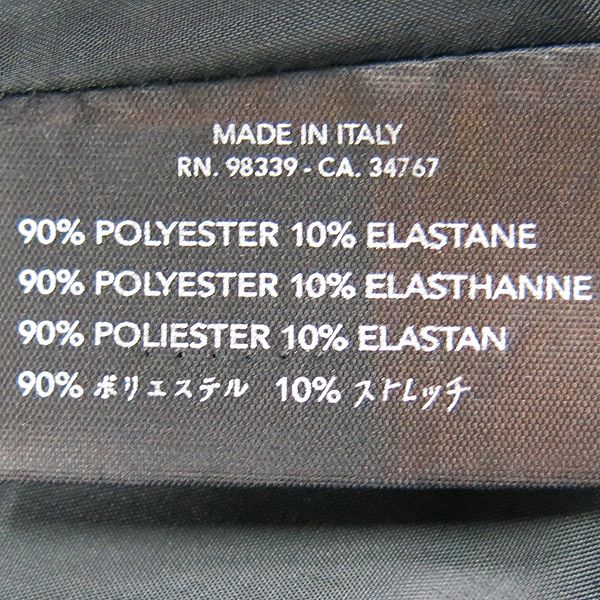 MADE IN ITALY
RN. 98339 - CA. 34767
90% POLYESTER 10% ELASTANE
90% POLYESTER 10% ELASTHANNE
90% POLIESTER 10% ELASTAN
90% ポリエステル 10% ストレッチ